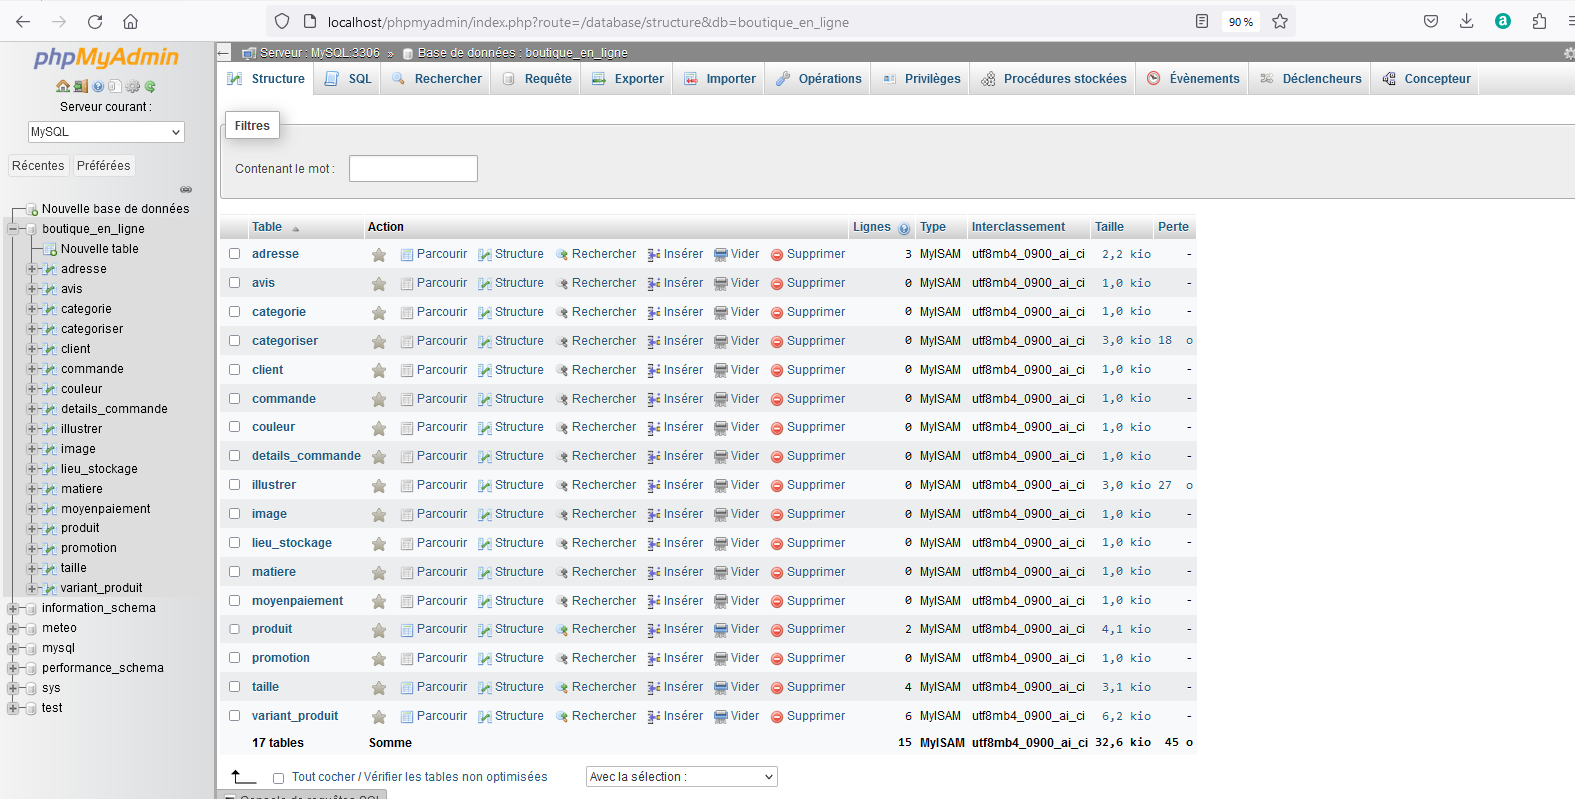 localhost/phpmyadmin/index.php?route=/database/structure&db=boutique_en_ligne
90 %
phpMyAdmin
Serveur courant :
MySQL
Récentes Préférées
Nouvelle base de données
boutique_en_ligne
Nouvelle table
adresse
avis
categorie
categoriser
client
commande
couleur
details_commande
illustrer
image
lieu_stockage
matiere
moyenpaiement
produit
promotion
taille
variant_produit
information_schema
meteo
mysql
performance_schema
sys
test
Serveur : MySQL:3306 » Base de données : boutique_en_ligne
Structure SQL Rechercher Requête Exporter Importer Opérations Privilèges Procédures stockées Évènements Déclencheurs Concepteur
Filtres
Contenant le mot :
Table Action Lignes Type Interclassement Taille Perte
adresse Parcourir Structure Rechercher Insérer Vider Supprimer 3 MyISAM utf8mb4_0900_ai_ci 2,2 kio -
avis Parcourir Structure Rechercher Insérer Vider Supprimer 0 MyISAM utf8mb4_0900_ai_ci 1,0 kio -
categorie Parcourir Structure Rechercher Insérer Vider Supprimer 0 MyISAM utf8mb4_0900_ai_ci 1,0 kio -
categoriser Parcourir Structure Rechercher Insérer Vider Supprimer 0 MyISAM utf8mb4_0900_ai_ci 3,0 kio 18 o
client Parcourir Structure Rechercher Insérer Vider Supprimer 0 MyISAM utf8mb4_0900_ai_ci 1,0 kio -
commande Parcourir Structure Rechercher Insérer Vider Supprimer 0 MyISAM utf8mb4_0900_ai_ci 1,0 kio -
couleur Parcourir Structure Rechercher Insérer Vider Supprimer 0 MyISAM utf8mb4_0900_ai_ci 1,0 kio -
details_commande Parcourir Structure Rechercher Insérer Vider Supprimer 0 MyISAM utf8mb4_0900_ai_ci 1,0 kio -
illustrer Parcourir Structure Rechercher Insérer Vider Supprimer 0 MyISAM utf8mb4_0900_ai_ci 3,0 kio 27 o
image Parcourir Structure Rechercher Insérer Vider Supprimer 0 MyISAM utf8mb4_0900_ai_ci 1,0 kio -
lieu_stockage Parcourir Structure Rechercher Insérer Vider Supprimer 0 MyISAM utf8mb4_0900_ai_ci 1,0 kio -
matiere Parcourir Structure Rechercher Insérer Vider Supprimer 0 MyISAM utf8mb4_0900_ai_ci 1,0 kio -
moyenpaiement Parcourir Structure Rechercher Insérer Vider Supprimer 0 MyISAM utf8mb4_0900_ai_ci 1,0 kio -
produit Parcourir Structure Rechercher Insérer Vider Supprimer 2 MyISAM utf8mb4_0900_ai_ci 4,1 kio -
promotion Parcourir Structure Rechercher Insérer Vider Supprimer 0 MyISAM utf8mb4_0900_ai_ci 1,0 kio -
taille Parcourir Structure Rechercher Insérer Vider Supprimer 4 MyISAM utf8mb4_0900_ai_ci 3,1 kio -
variant_produit Parcourir Structure Rechercher Insérer Vider Supprimer 6 MyISAM utf8mb4_0900_ai_ci 6,2 kio -
17 tables Somme 15 MyISAM utf8mb4_0900_ai_ci 32,6 kio 45 o
Tout cocher / Vérifier les tables non optimisées Avec la sélection :
Console de requêtes SQL